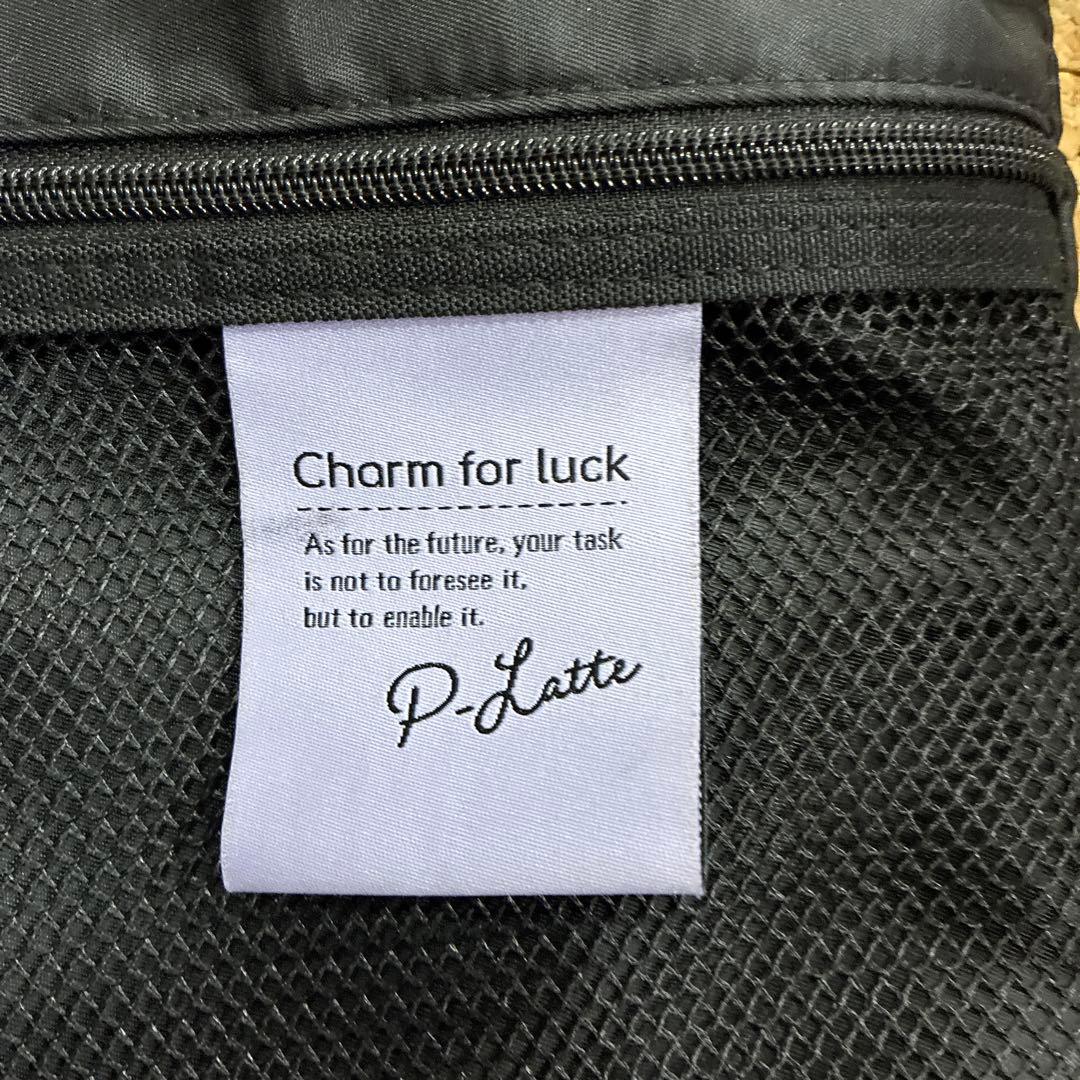 Charm for luck
As for the future, your task
is not to foresee it,
but to enable it.
P-Latte